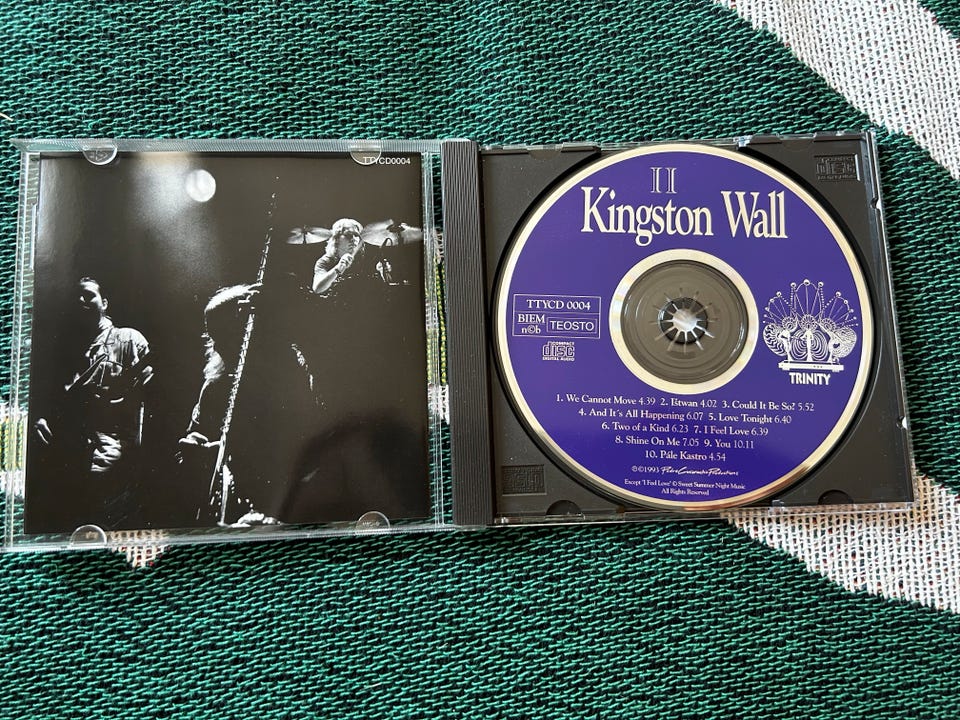 TTYCD0004
II
Kingston Wall
TTYCD 0004
BIEM
n©b
TEOSTO
COMPACT
disc
DIGITAL AUDIO
TRINITY
1. We Cannot Move 4.39 2. Istwan 4.02 3. Could It Be So? 5.52
4. And It´s All Happening 6.07 5. Love Tonight 6.40
6. Two of a Kind 6.23 7. I Feel Love 6.39
8. Shine On Me 7.05 9. You 10.11
10. Pále Kastro 4.54
℗©1993
Except 'I Feel Love' © Sweet Summer Night Music
All Rights Reserved
disc